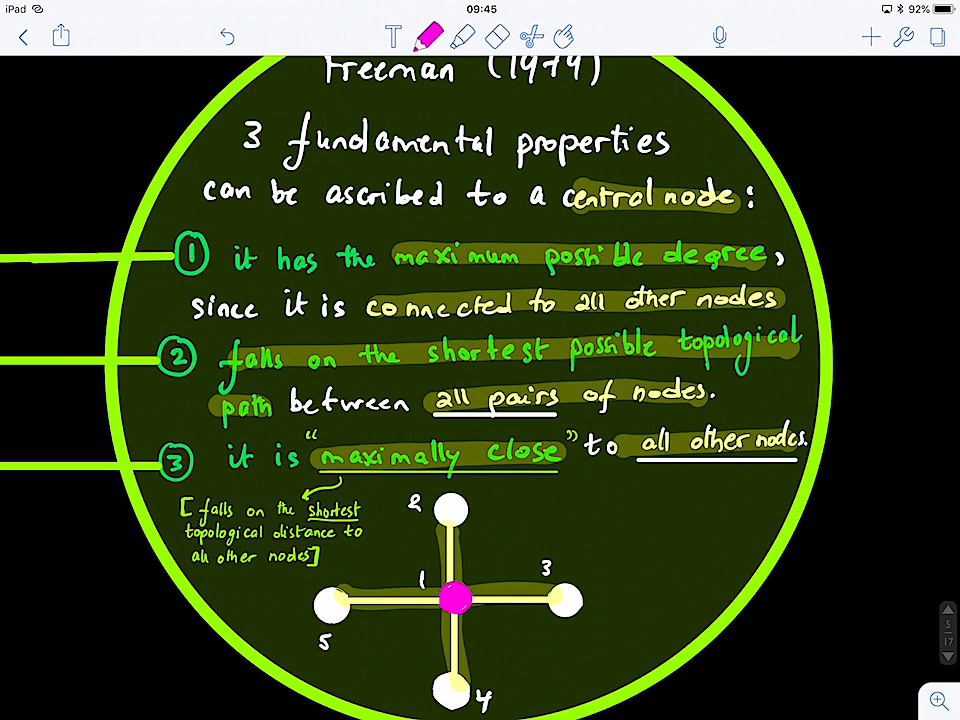 iPad
09:45
92%
T
Freeman (1979)
3 fundamental properties
can be ascribed to a central node:
1 it has the maximum possible degree,
since it is connected to all other nodes
2 falls on the shortest possible topological
path between all pairs of nodes.
3 it is "maximally close" to all other nodes.
[falls on the shortest
topological distance to
all other nodes]
2
1
3
5
4
5
17